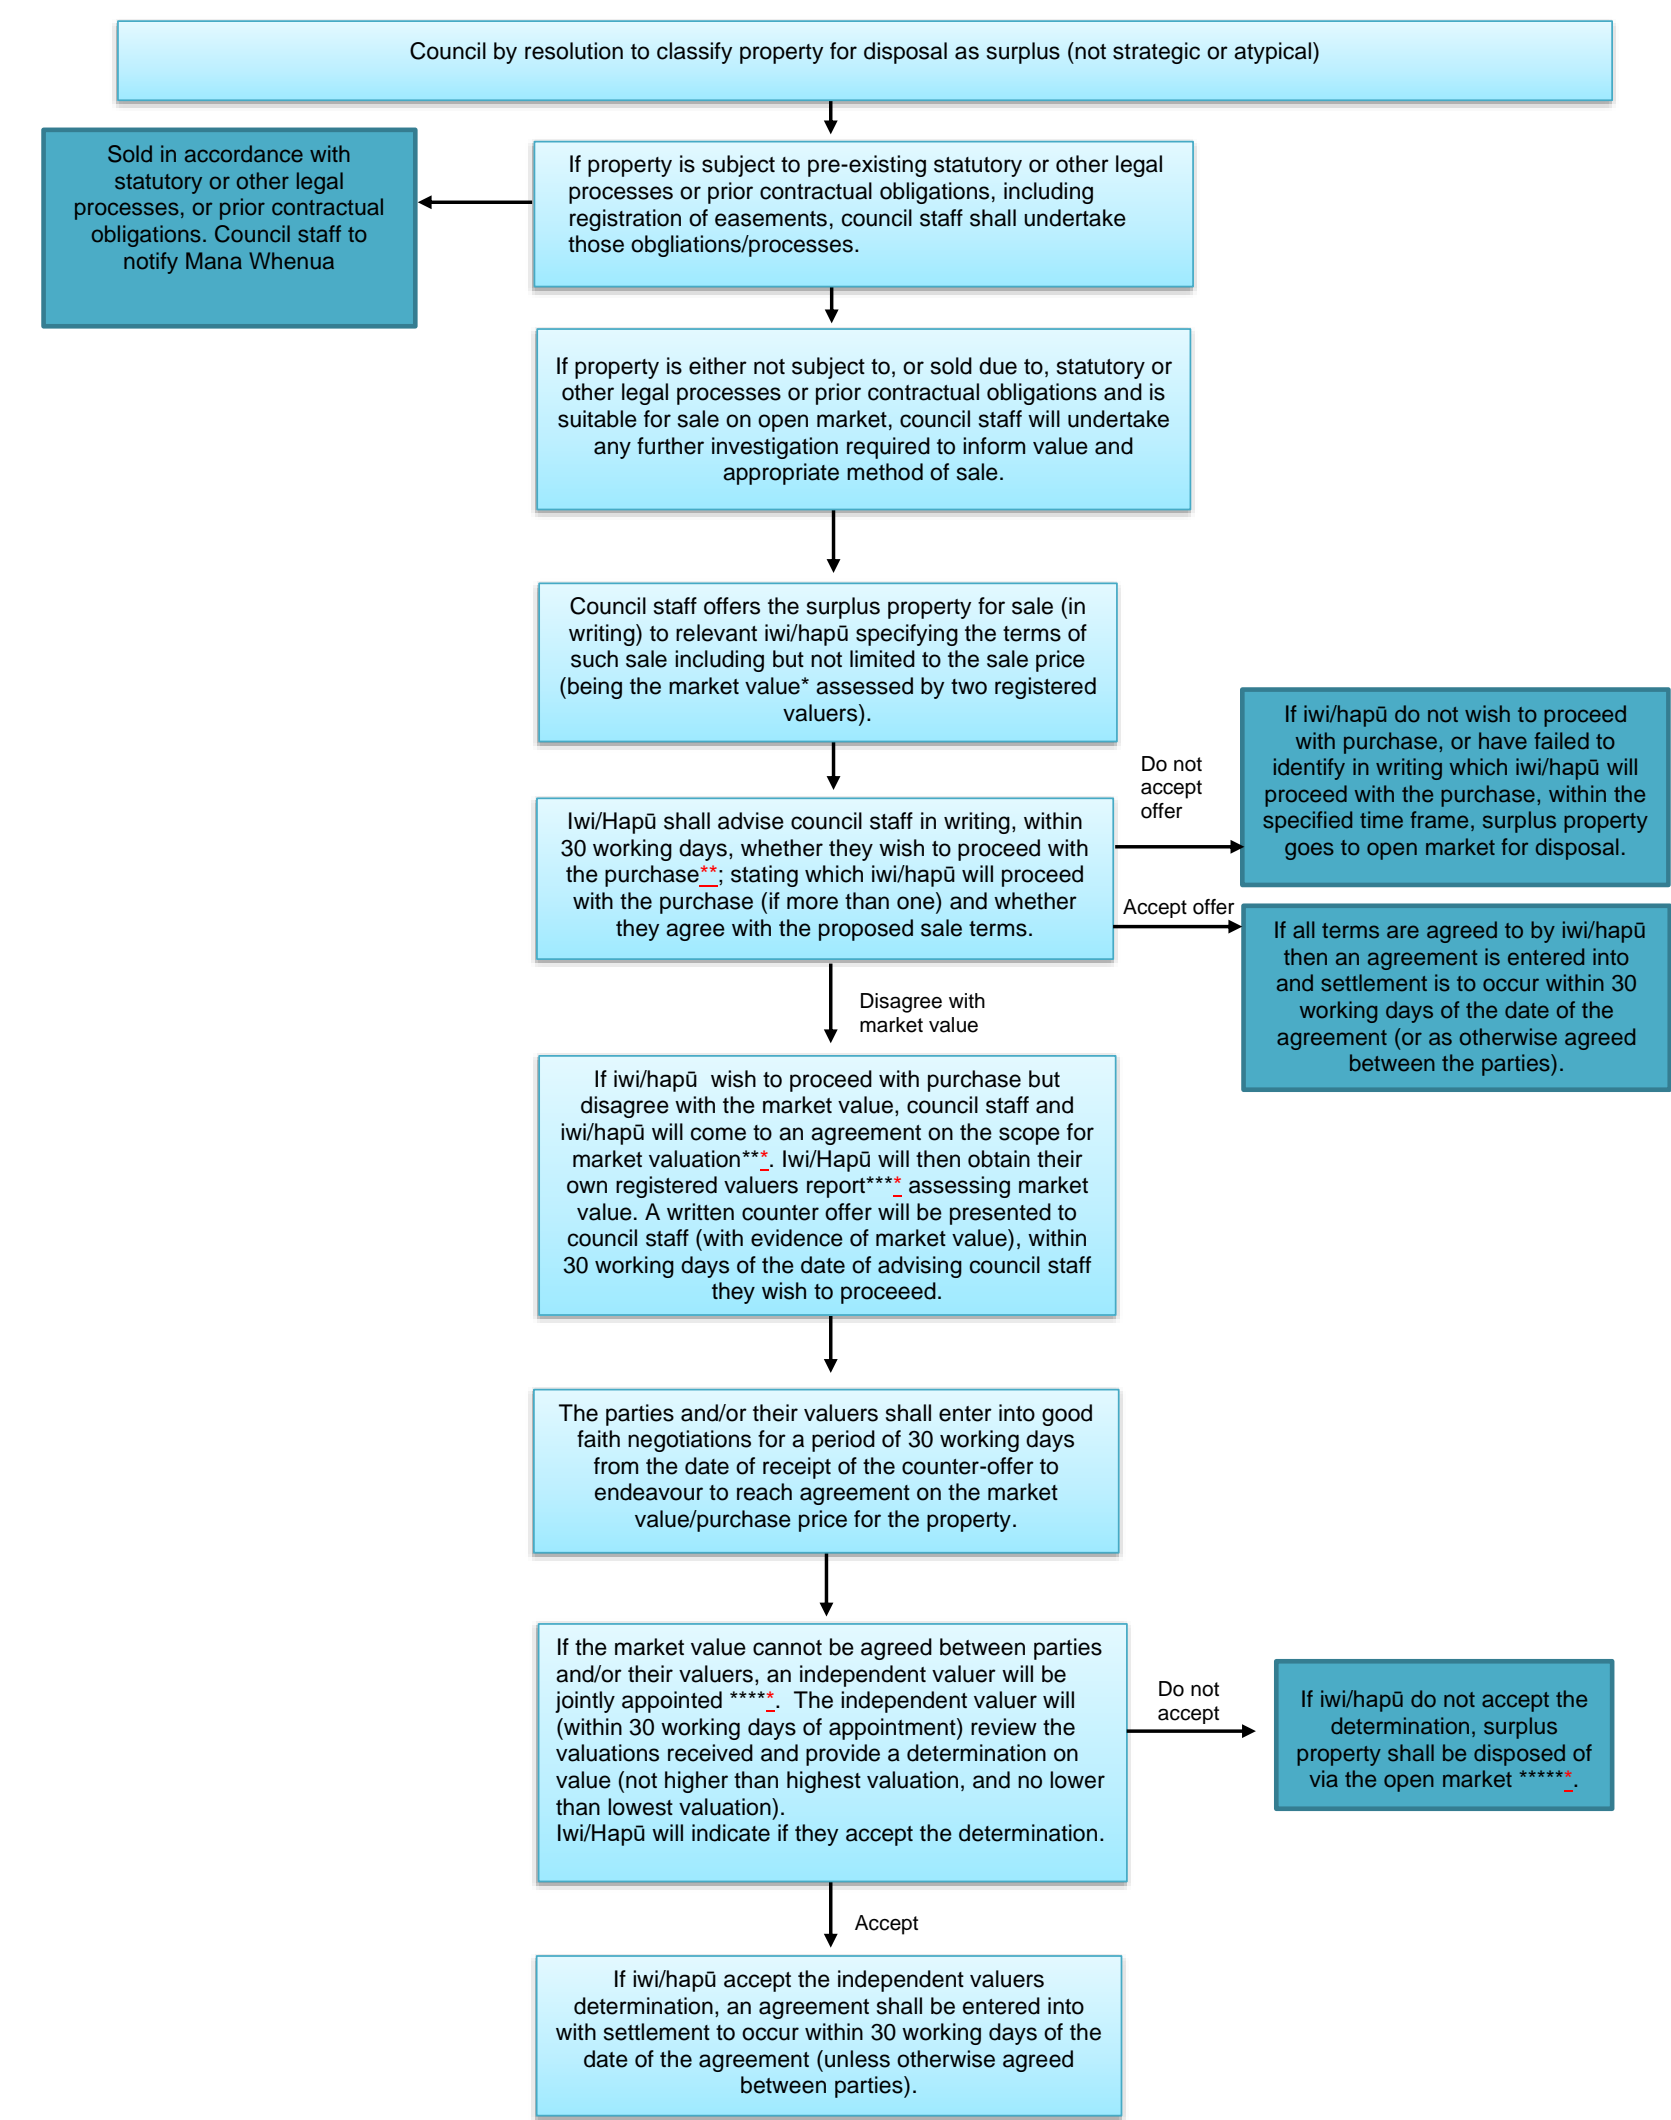 Council by resolution to classify property for disposal as surplus (not strategic or atypical)
Sold in accordance with
statutory or other legal
processes, or prior contractual
obligations. Council staff to
notify Mana Whenua
If property is subject to pre-existing statutory or other legal
processes or prior contractual obligations, including
registration of easements, council staff shall undertake
those obgliations/processes.
If property is either not subject to, or sold due to, statutory or
other legal processes or prior contractual obligations and is
suitable for sale on open market, council staff will undertake
any further investigation required to inform value and
appropriate method of sale.
Council staff offers the surplus property for sale (in
writing) to relevant iwi/hapū specifying the terms of
such sale including but not limited to the sale price
(being the market value* assessed by two registered
valuers).
Iwi/Hapū shall advise council staff in writing, within
30 working days, whether they wish to proceed with
the purchase**; stating which iwi/hapū will proceed
with the purchase (if more than one) and whether
they agree with the proposed sale terms.
Do not
accept
offer
If iwi/hapū do not wish to proceed
with purchase, or have failed to
identify in writing which iwi/hapū will
proceed with the purchase, within the
specified time frame, surplus property
goes to open market for disposal.
Accept offer
If all terms are agreed to by iwi/hapū
then an agreement is entered into
and settlement is to occur within 30
working days of the date of the
agreement (or as otherwise agreed
between the parties).
Disagree with
market value
If iwi/hapū  wish to proceed with purchase but
disagree with the market value, council staff and
iwi/hapū will come to an agreement on the scope for
market valuation***. Iwi/Hapū will then obtain their
own registered valuers report**** assessing market
value. A written counter offer will be presented to
council staff (with evidence of market value), within
30 working days of the date of advising council staff
they wish to proceeed.
The parties and/or their valuers shall enter into good
faith negotiations for a period of 30 working days
from the date of receipt of the counter-offer to
endeavour to reach agreement on the market
value/purchase price for the property.
If the market value cannot be agreed between parties
and/or their valuers, an independent valuer will be
jointly appointed *****.  The independent valuer will
(within 30 working days of appointment) review the
valuations received and provide a determination on
value (not higher than highest valuation, and no lower
than lowest valuation).
Iwi/Hapū will indicate if they accept the determination.
Do not
accept
If iwi/hapū do not accept the
determination, surplus
property shall be disposed of
via the open market ******.
Accept
If iwi/hapū accept the independent valuers
determination, an agreement shall be entered into
with settlement to occur within 30 working days of the
date of the agreement (unless otherwise agreed
between parties).